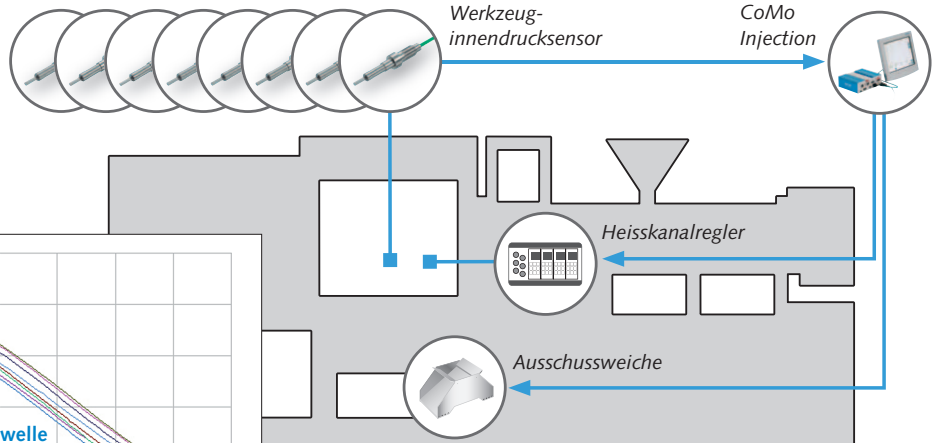 Werkzeug-
innendrucksensor
CoMo
Injection
Heisskanalregler
Ausschussweiche
welle